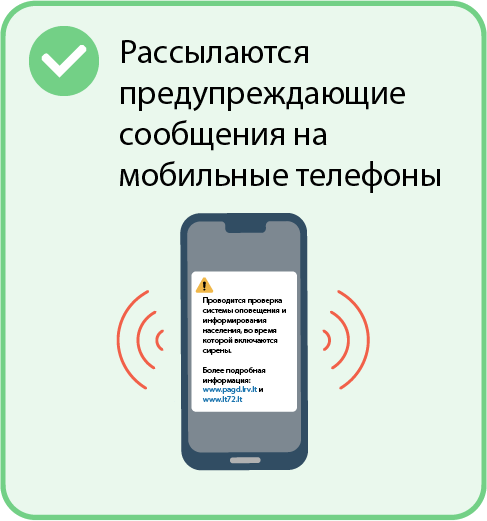 Рассылаются
предупреждающие
сообщения на
мобильные телефоны
Проводится проверка
системы оповещения и
информирования
населения, во время
которой включаются
сирены.
Более подробная
информация:
www.pagd.lrv.lt и
www.lt72.lt